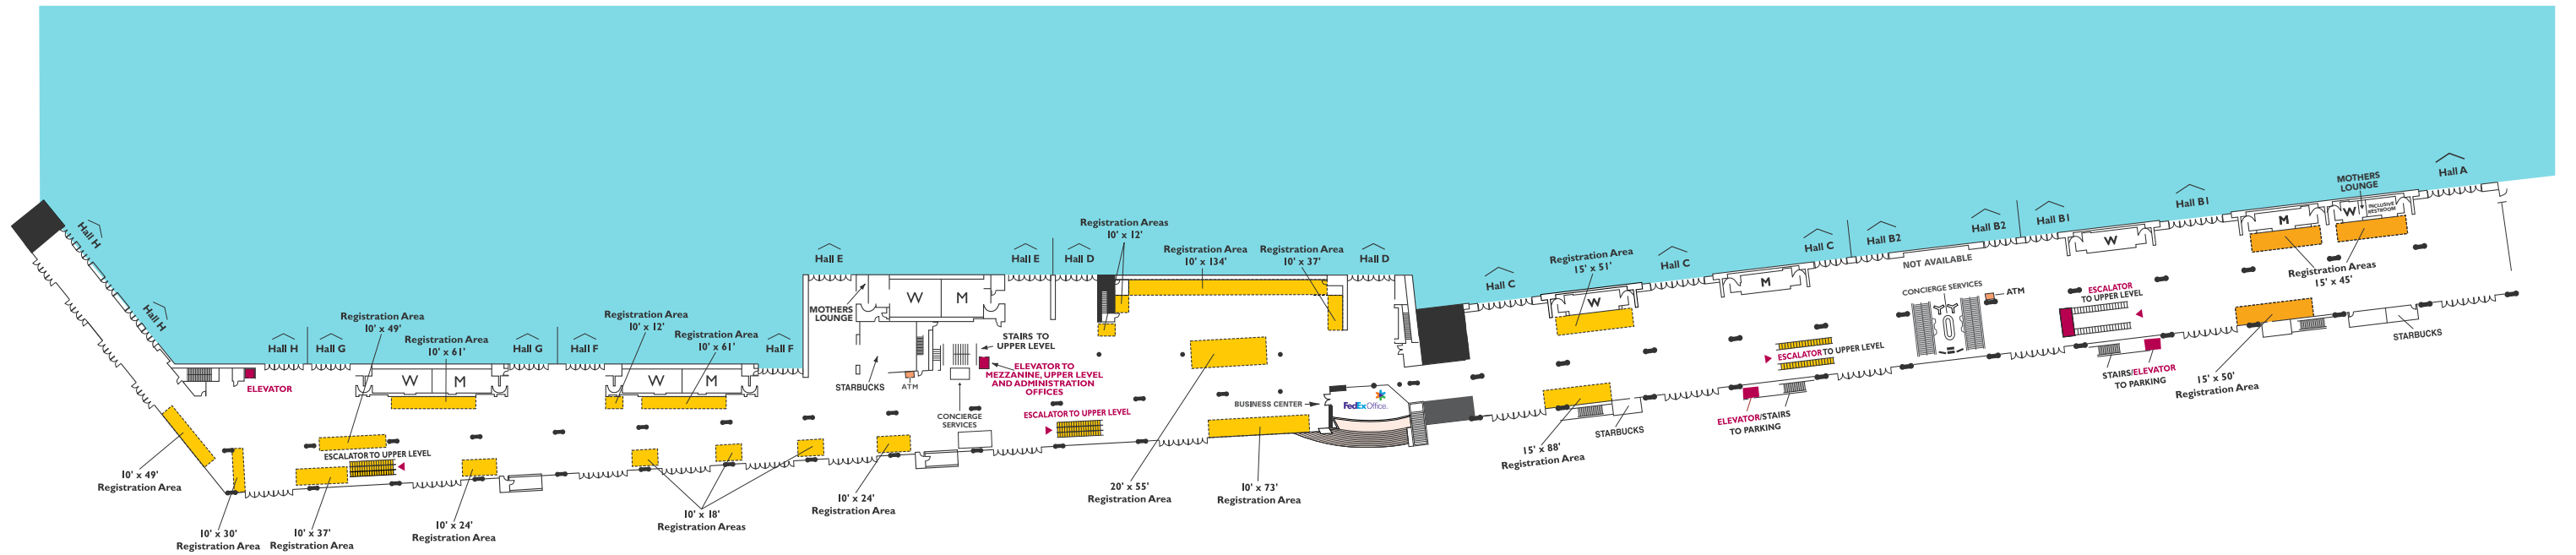 Hall H
Hall H
Hall H
Hall G
Registration Area
10' x 49'
Registration Area
10' x 61'
Hall G
Hall F
Registration Area
10' x 12'
Registration Area
10' x 61'
Hall F
Hall E
Hall E
Hall D
Registration Areas
10' x 12'
Registration Area
10' x 134'
Registration Area
10' x 37'
Hall D
Hall C
Registration Area
15' x 51'
Hall C
Hall C
Hall B2
Hall B2
Hall B1
Hall B1
MOTHERS
LOUNGE
Hall A
ELEVATOR
W
M
W
M
MOTHERS
LOUNGE
W
M
STARBUCKS
ATM
STAIRS TO
UPPER LEVEL
ELEVATOR TO
MEZZANINE, UPPER LEVEL
AND ADMINISTRATION
OFFICES
CONCIERGE
SERVICES
ESCALATOR TO UPPER LEVEL
BUSINESS CENTER
FedEx Office.
W
M
NOT AVAILABLE
CONCIERGE SERVICES
ATM
W
M
W
INCLUSIVE
RESTROOM
Registration Areas
15' x 45'
ESCALATOR
TO UPPER LEVEL
ESCALATOR TO UPPER LEVEL
ELEVATOR/STAIRS
TO PARKING
STARBUCKS
STAIRS/ELEVATOR
TO PARKING
STARBUCKS
15' x 50'
Registration Area
15' x 88'
Registration Area
ESCALATOR TO UPPER LEVEL
10' x 49'
Registration Area
10' x 30'
Registration Area
10' x 37'
Registration Area
10' x 24'
Registration Area
10' x 18'
Registration Areas
10' x 24'
Registration Area
20' x 55'
Registration Area
10' x 73'
Registration Area